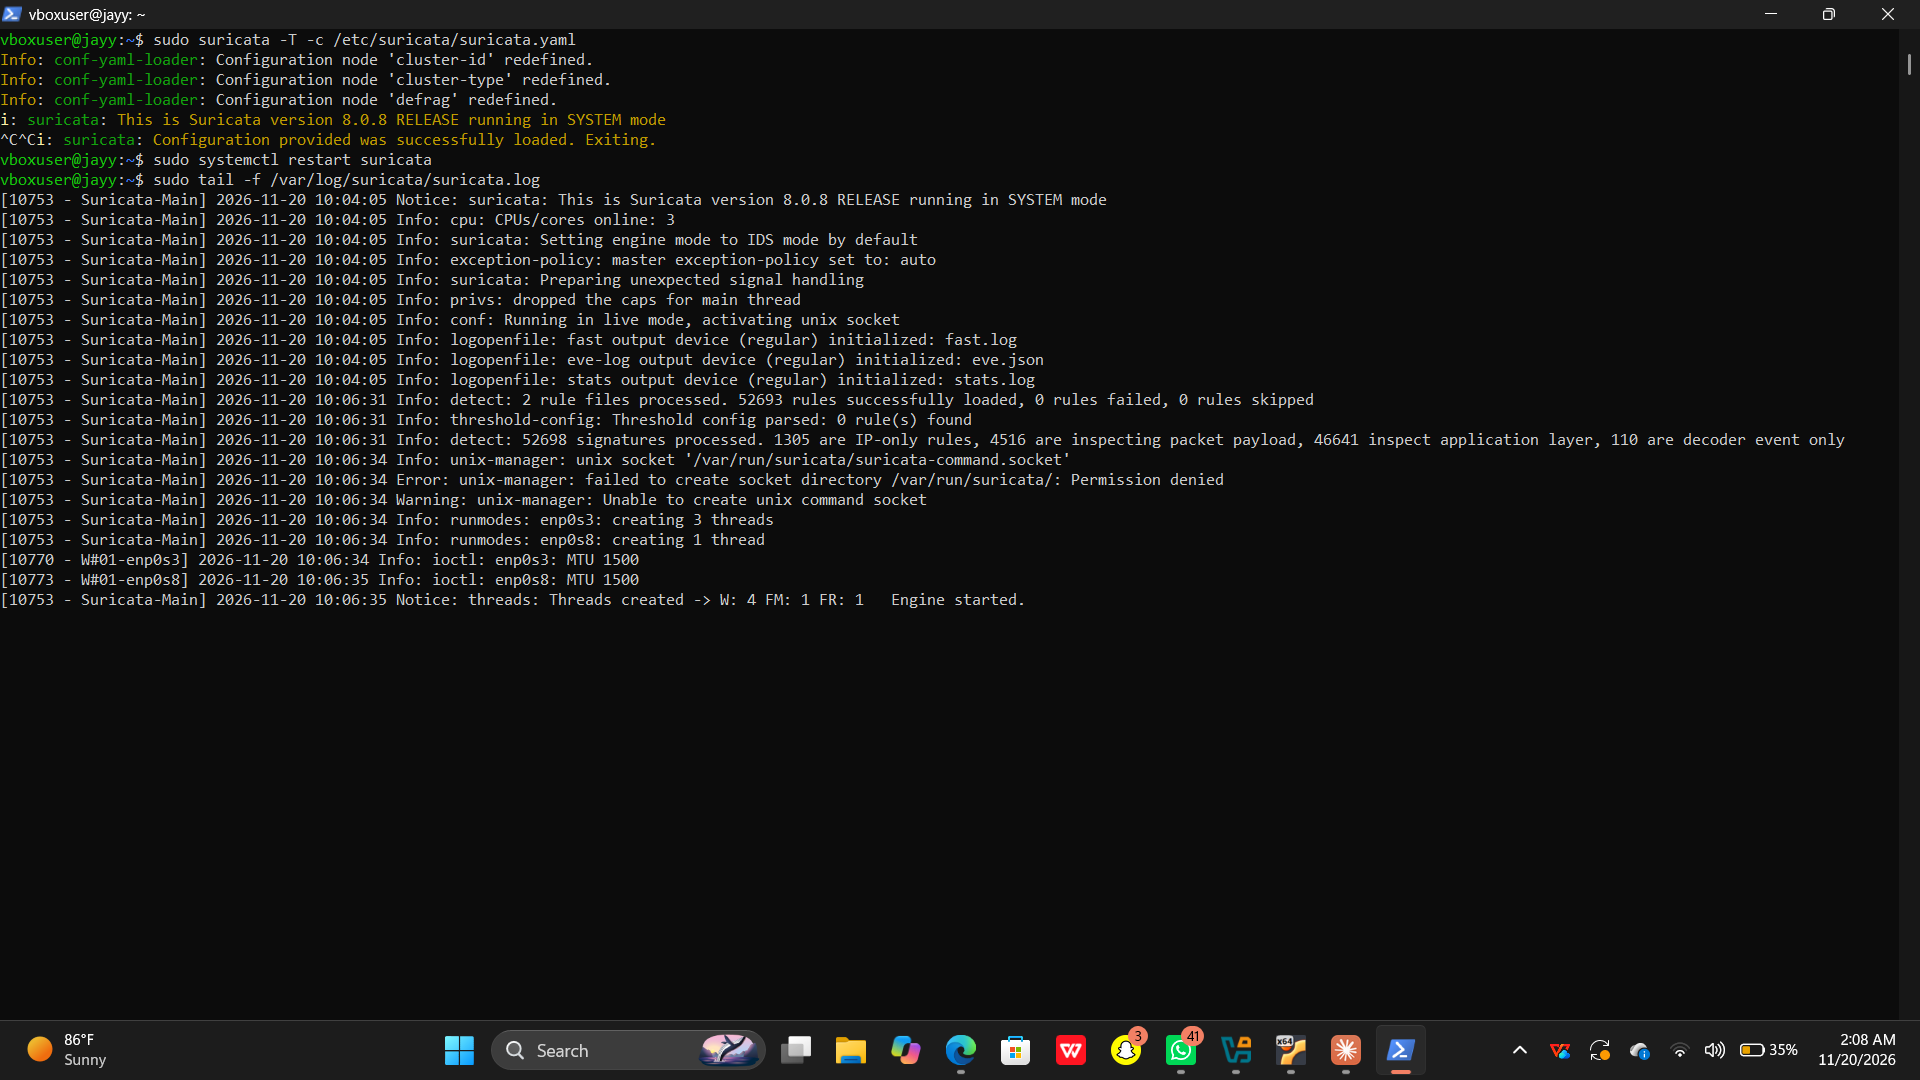 vboxuser@jayy: ~
vboxuser@jayy:~$ sudo suricata -T -c /etc/suricata/suricata.yaml
Info: conf-yaml-loader: Configuration node 'cluster-id' redefined.
Info: conf-yaml-loader: Configuration node 'cluster-type' redefined.
Info: conf-yaml-loader: Configuration node 'defrag' redefined.
i: suricata: This is Suricata version 8.0.8 RELEASE running in SYSTEM mode
^C^Ci: suricata: Configuration provided was successfully loaded. Exiting.
vboxuser@jayy:~$ sudo systemctl restart suricata
vboxuser@jayy:~$ sudo tail -f /var/log/suricata/suricata.log
[10753 - Suricata-Main] 2026-11-20 10:04:05 Notice: suricata: This is Suricata version 8.0.8 RELEASE running in SYSTEM mode
[10753 - Suricata-Main] 2026-11-20 10:04:05 Info: cpu: CPUs/cores online: 3
[10753 - Suricata-Main] 2026-11-20 10:04:05 Info: suricata: Setting engine mode to IDS mode by default
[10753 - Suricata-Main] 2026-11-20 10:04:05 Info: exception-policy: master exception-policy set to: auto
[10753 - Suricata-Main] 2026-11-20 10:04:05 Info: suricata: Preparing unexpected signal handling
[10753 - Suricata-Main] 2026-11-20 10:04:05 Info: privs: dropped the caps for main thread
[10753 - Suricata-Main] 2026-11-20 10:04:05 Info: conf: Running in live mode, activating unix socket
[10753 - Suricata-Main] 2026-11-20 10:04:05 Info: logopenfile: fast output device (regular) initialized: fast.log
[10753 - Suricata-Main] 2026-11-20 10:04:05 Info: logopenfile: eve-log output device (regular) initialized: eve.json
[10753 - Suricata-Main] 2026-11-20 10:04:05 Info: logopenfile: stats output device (regular) initialized: stats.log
[10753 - Suricata-Main] 2026-11-20 10:06:31 Info: detect: 2 rule files processed. 52693 rules successfully loaded, 0 rules failed, 0 rules skipped
[10753 - Suricata-Main] 2026-11-20 10:06:31 Info: threshold-config: Threshold config parsed: 0 rule(s) found
[10753 - Suricata-Main] 2026-11-20 10:06:31 Info: detect: 52698 signatures processed. 1305 are IP-only rules, 4516 are inspecting packet payload, 46641 inspect application layer, 110 are decoder event only
[10753 - Suricata-Main] 2026-11-20 10:06:34 Info: unix-manager: unix socket '/var/run/suricata/suricata-command.socket'
[10753 - Suricata-Main] 2026-11-20 10:06:34 Error: unix-manager: failed to create socket directory /var/run/suricata/: Permission denied
[10753 - Suricata-Main] 2026-11-20 10:06:34 Warning: unix-manager: Unable to create unix command socket
[10753 - Suricata-Main] 2026-11-20 10:06:34 Info: runmodes: enp0s3: creating 3 threads
[10753 - Suricata-Main] 2026-11-20 10:06:34 Info: runmodes: enp0s8: creating 1 thread
[10770 - W#01-enp0s3] 2026-11-20 10:06:34 Info: ioctl: enp0s3: MTU 1500
[10773 - W#01-enp0s8] 2026-11-20 10:06:35 Info: ioctl: enp0s8: MTU 1500
[10753 - Suricata-Main] 2026-11-20 10:06:35 Notice: threads: Threads created -> W: 4 FM: 1 FR: 1   Engine started.
86°F
Sunny
Search
3
41
x64
35%
2:08 AM
11/20/2026